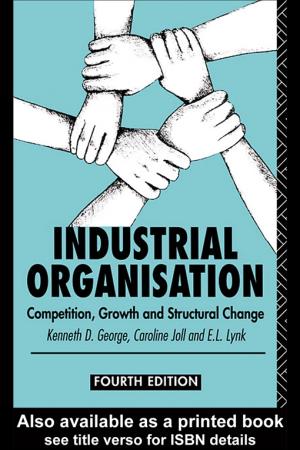 INDUSTRIAL
ORGANISATION
Competition, Growth and Structural Change
Kenneth D. George, Caroline Joll and E.L. Lynk
FOURTH EDITION
Also available as a printed book
see title verso for ISBN details